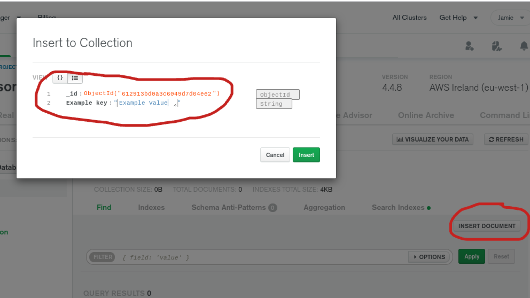 All Clusters
Get Help
Jamie
Insert to Collection
VIEW
{}
1 _id : ObjectId("
2 Example key : "Example value "
ObjectId
string
Cancel
Insert
VERSION
4.4.8
REGION
AWS Ireland (eu-west-1)
Advisor
Online Archive
Command Li
VISUALIZE YOUR DATA
REFRESH
COLLECTION SIZE: 0B
TOTAL DOCUMENTS: 0
INDEXES TOTAL SIZE: 4KB
Find
Indexes
Schema Anti-Patterns 0
Aggregation
Search Indexes
INSERT DOCUMENT
FILTER
{ field: 'value' }
OPTIONS
Apply
Reset
QUERY RESULTS 0